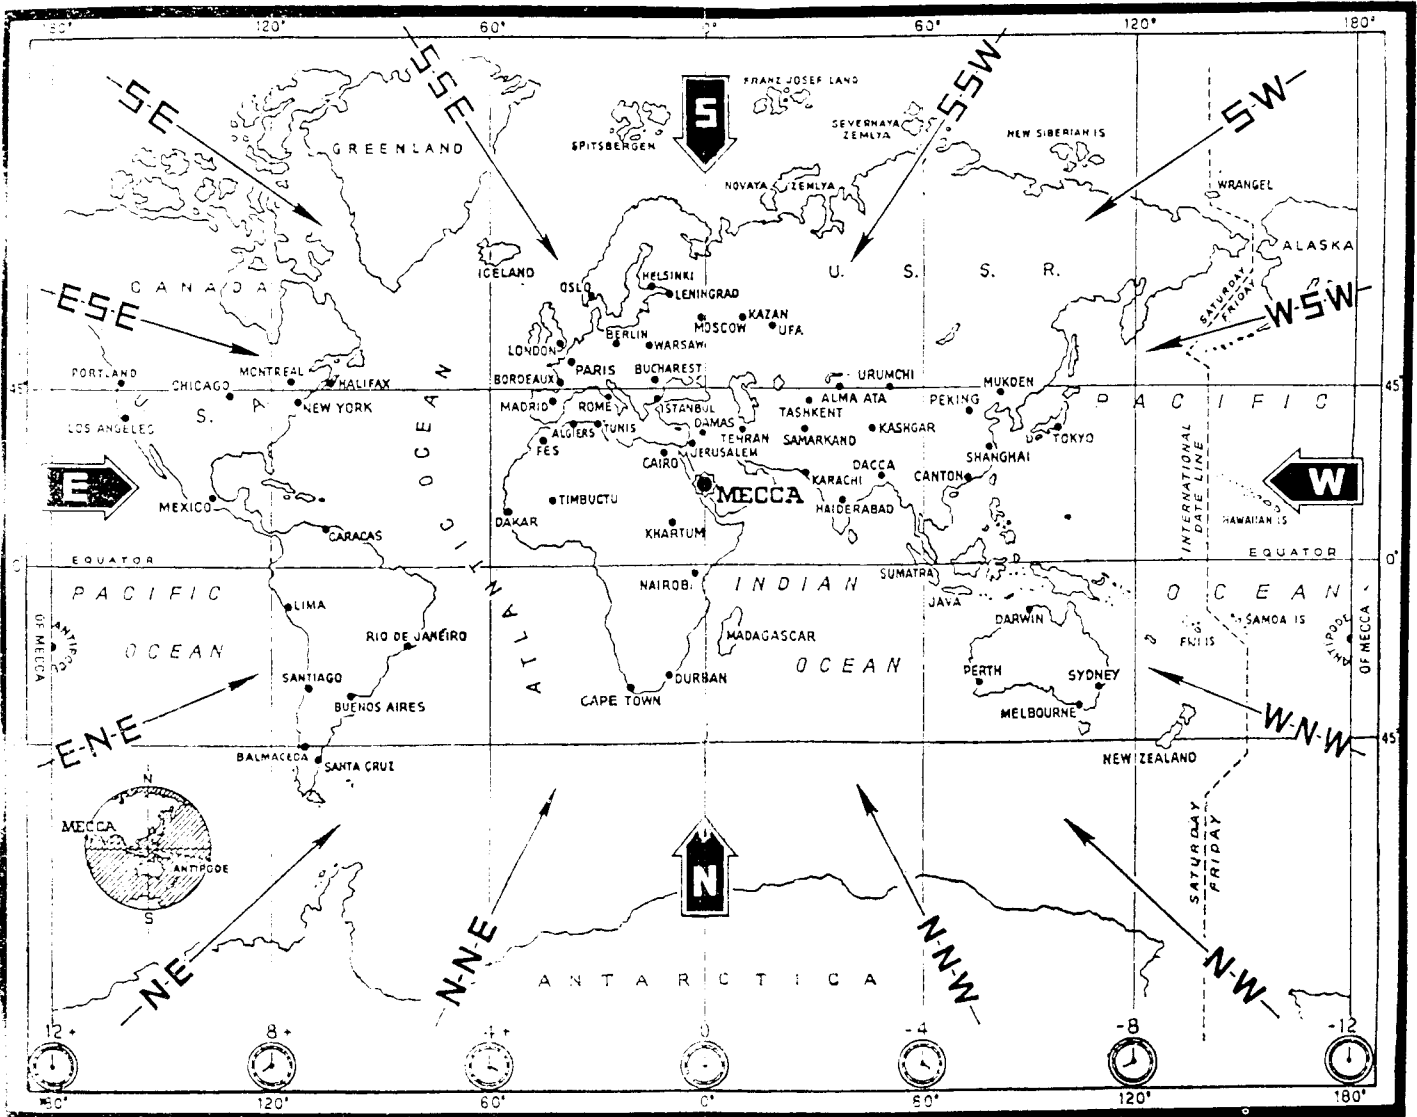 180° 120° 60° 0° 60° 120° 180°
S-E
S-S-E
S
S-S-W
S-W
FRANZ JOSEF LAND
SEVERNAYA
ZEMLYA
NEW SIBERIAN IS
SPITSBERGEN
GREENLAND
NOVAYA ZEMLYA
WRANGEL
ALASKA
ICELAND
CANADA
U. S. S. R.
HELSINKI
OSLO
LENINGRAD
E-S-E
W-S-W
SATURDAY
FRIDAY
MOSCOW
KAZAN
UFA
LONDON
BERLIN
WARSAW
PORTLAND
CHICAGO
MONTREAL
HALIFAX
PARIS
BUCHAREST
URUMCHI
MUKDEN
45°
BORDEAUX
ALMA ATA
PEKING
45°
U. S. A.
NEW YORK
MADRID
ROME
ISTANBUL
TASHKENT
PACIFIC
LOS ANGELES
ALGIERS
TUNIS
DAMAS
TEHRAN
SAMARKAND
KASHGAR
TOKYO
FES
JERUSALEM
SHANGHAI
CAIRO
DACCA
KARACHI
CANTON
E
MECCA
W
MEXICO
TIMBUCTU
HAIDERABAD
DAKAR
HAWAIIAN IS
CARACAS
KHARTUM
INTERNATIONAL
DATE LINE
ATLANTIC OCEAN
EQUATOR
EQUATOR
0°
0°
PACIFIC
NAIROBI
INDIAN
SUMATRA
OCEAN
LIMA
JAVA
DARWIN
SAMOA IS
ANTIPODE
OF MECCA
RIO DE JANEIRO
MADAGASCAR
FIJI IS
ANTIPODE
OF MECCA
OCEAN
OCEAN
SANTIAGO
DURBAN
PERTH
SYDNEY
BUENOS AIRES
CAPE TOWN
MELBOURNE
E-N-E
W-N-W
BALMACEDA
SANTA CRUZ
NEW ZEALAND
45°
N
MECCA
ANTIPODE
S
N
SATURDAY
FRIDAY
N-E
N-N-E
N-N-W
N-W
ANTARCTICA
12+ 8+ 4+ 0 -4 -8 -12
120° 60° 0° 60° 120° 180°